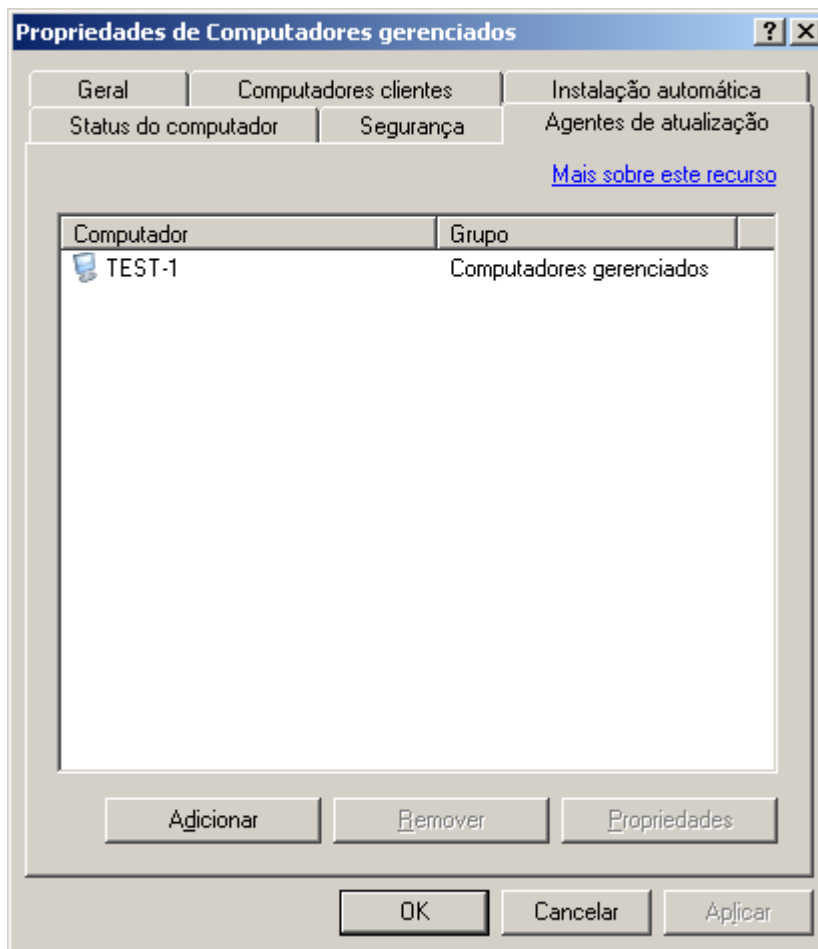 Propriedades de Computadores gerenciados
Geral Computadores clientes Instalação automática
Status do computador Segurança Agentes de atualização
Mais sobre este recurso
Computador Grupo
TEST-1 Computadores gerenciados
Adicionar Remover Propriedades
OK Cancelar Aplicar